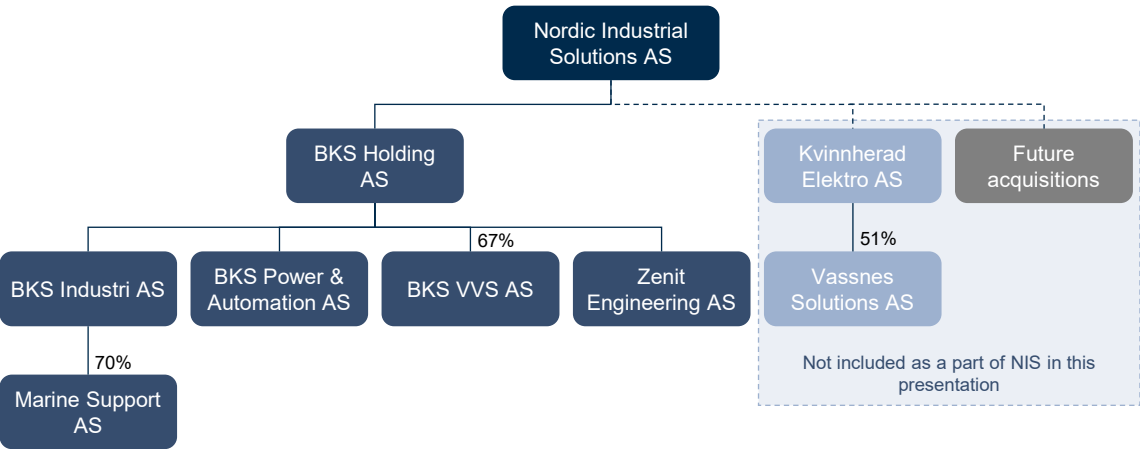 Nordic Industrial
Solutions AS
BKS Holding
AS
Kvinnherad
Elektro AS
Future
acquisitions
67%
51%
BKS Industri AS
BKS Power &
Automation AS
BKS VVS AS
Zenit
Engineering AS
Vassnes
Solutions AS
70%
Not included as a part of NIS in this
presentation
Marine Support
AS